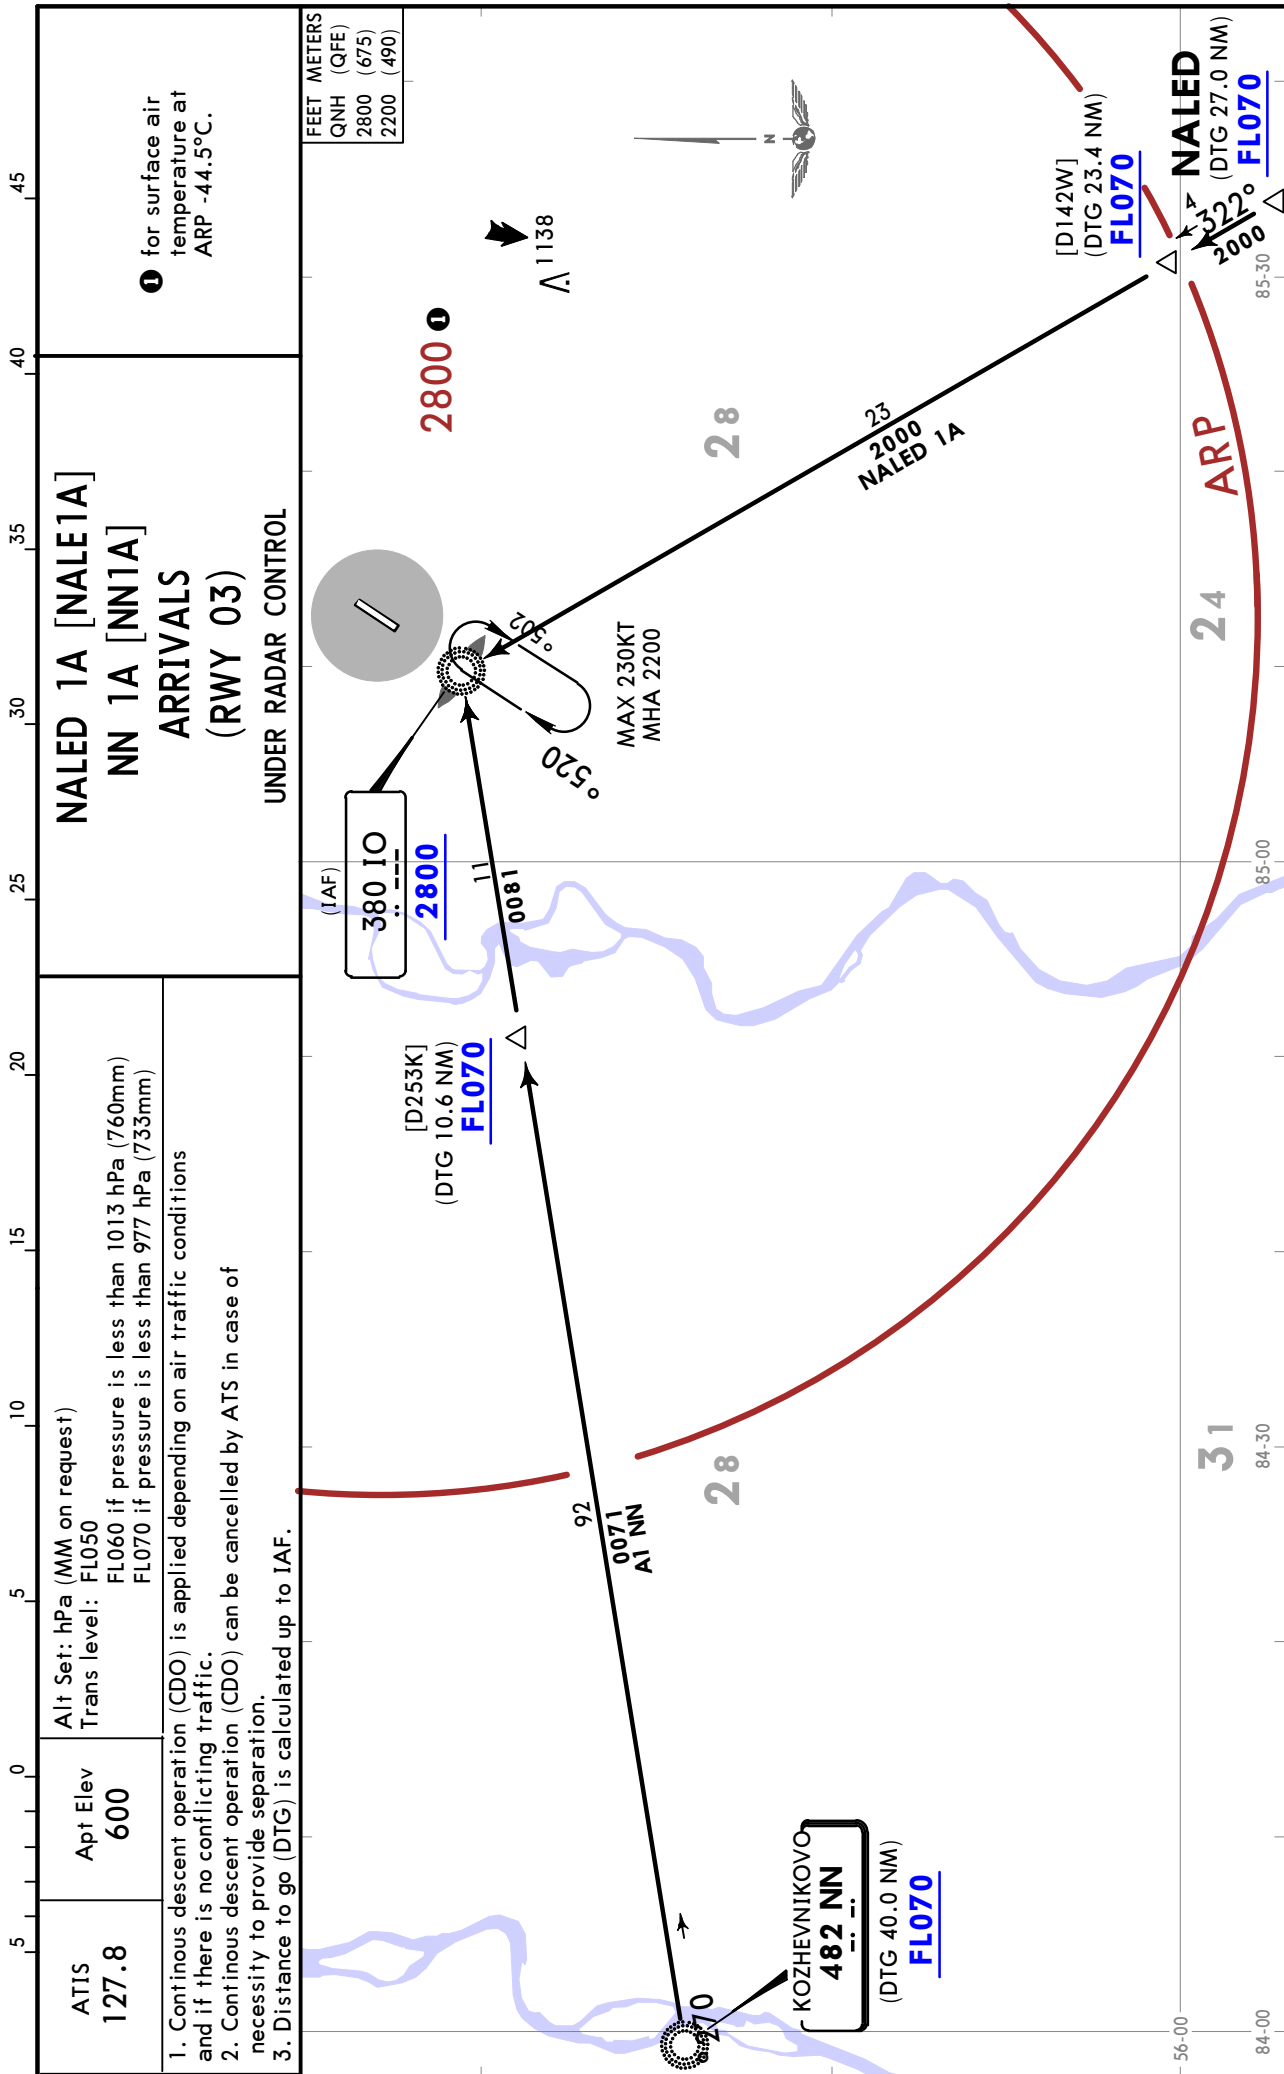 5 0 5 10 15 20 25 30 35 40 45
ATIS
127.8
Apt Elev
600
Alt Set: hPa (MM on request)
Trans level: FL050
FL060 if pressure is less than 1013 hPa (760mm)
FL070 if pressure is less than 977 hPa (733mm)
1. Continous descent operation (CDO) is applied depending on air traffic conditions
and if there is no conflicting traffic.
2. Continous descent operation (CDO) can be cancelled by ATS in case of
necessity to provide separation.
3. Distance to go (DTG) is calculated up to IAF.
NALED 1A [NALE1A]
NN 1A [NN1A]
ARRIVALS
(RWY 03)
UNDER RADAR CONTROL
1 for surface air
temperature at
ARP -44.5°C.
FEET METERS
QNH (QFE)
2800 (675)
2200 (490)
(IAF)
380 IO
2800
2800 1
1138
N
°502
°520
MAX 230KT
MHA 2200
11
0081
[D253K]
(DTG 10.6 NM)
FL070
92
0071
A1 NN
28
28
23
2000
NALED 1A
°270
KOZHEVNIKOVO
482 NN
(DTG 40.0 NM)
FL070
[D142W]
(DTG 23.4 NM)
FL070
4
322°
2000
NALED
(DTG 27.0 NM)
FL070
ARP
24
31
56-00
84-00
84-30
85-00
85-30